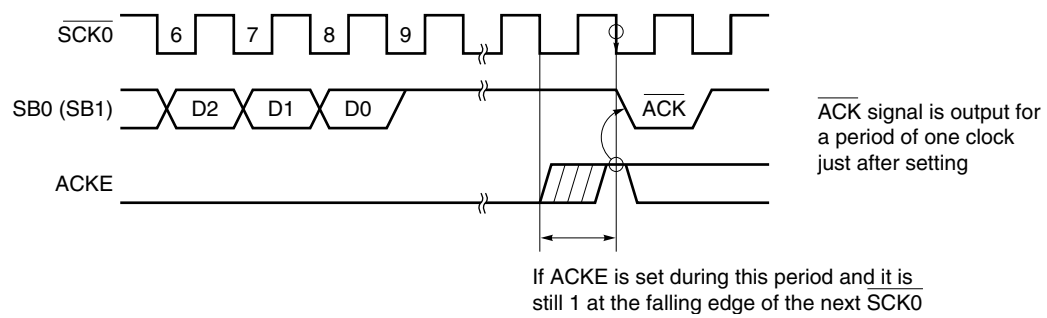 SCK0
6 7 8 9
SB0 (SB1)
D2 D1 D0
ACK
ACK signal is output for
a period of one clock
just after setting
ACKE
If ACKE is set during this period and it is
still 1 at the falling edge of the next SCK0